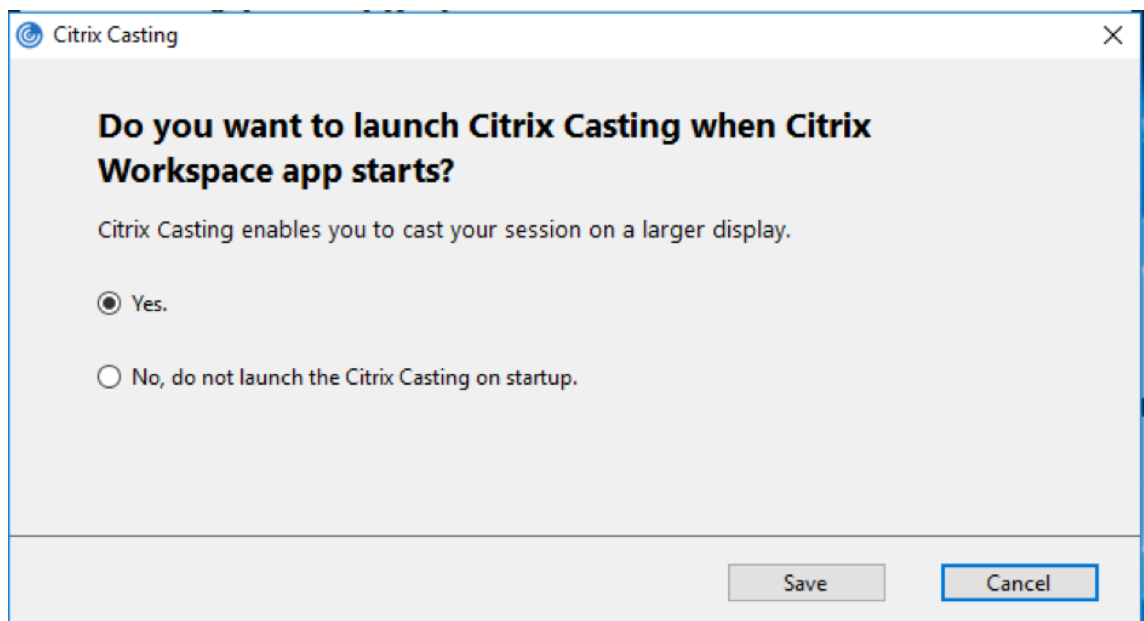 Citrix Casting
Do you want to launch Citrix Casting when Citrix
Workspace app starts?
Citrix Casting enables you to cast your session on a larger display.
Yes.
No, do not launch the Citrix Casting on startup.
Save
Cancel